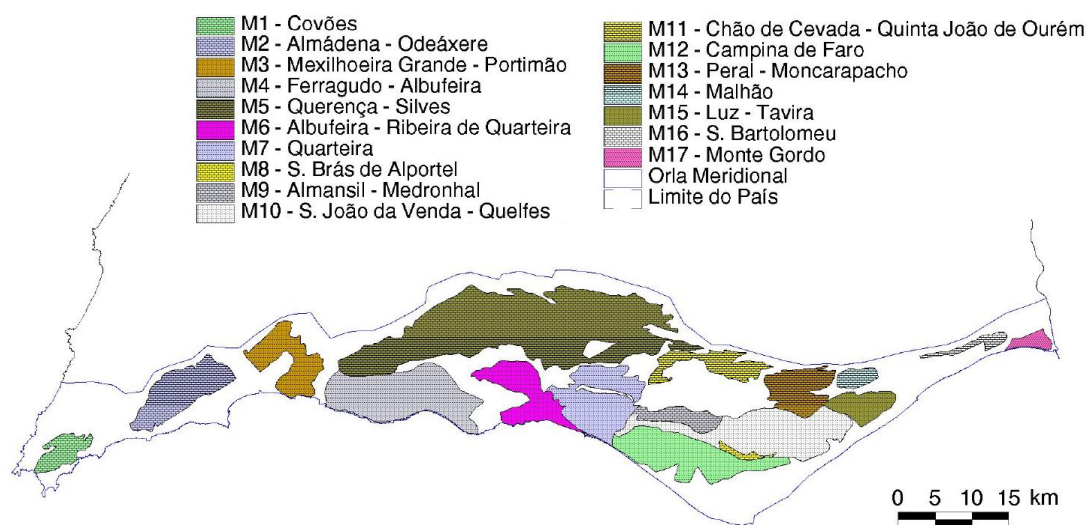 M1 - Covões
M2 - Almádena - Odeáxere
M3 - Mexilhoeira Grande - Portimão
M4 - Ferragudo - Albufeira
M5 - Querença - Silves
M6 - Albufeira - Ribeira de Quarteira
M7 - Quarteira
M8 - S. Brás de Alportel
M9 - Almansil - Medronhal
M10 - S. João da Venda - Quelfes
M11 - Chão de Cevada - Quinta João de Ourém
M12 - Campina de Faro
M13 - Peral - Moncarapacho
M14 - Malhão
M15 - Luz - Tavira
M16 - S. Bartolomeu
M17 - Monte Gordo
Orla Meridional
Limite do País
0 5 10 15 km